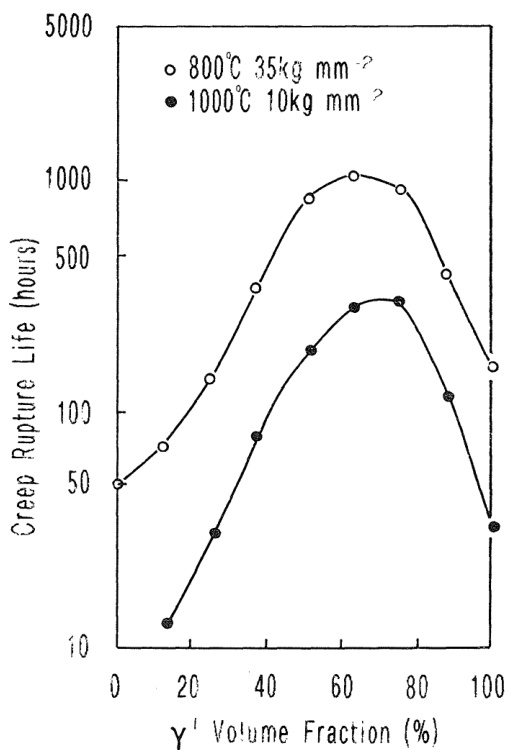 5000
○ 800°C 35kg mm⁻²
● 1000°C 10kg mm⁻²
1000
500
100
50
10
Creep Rupture Life (hours)
0 20 40 60 80 100
γ' Volume Fraction (%)